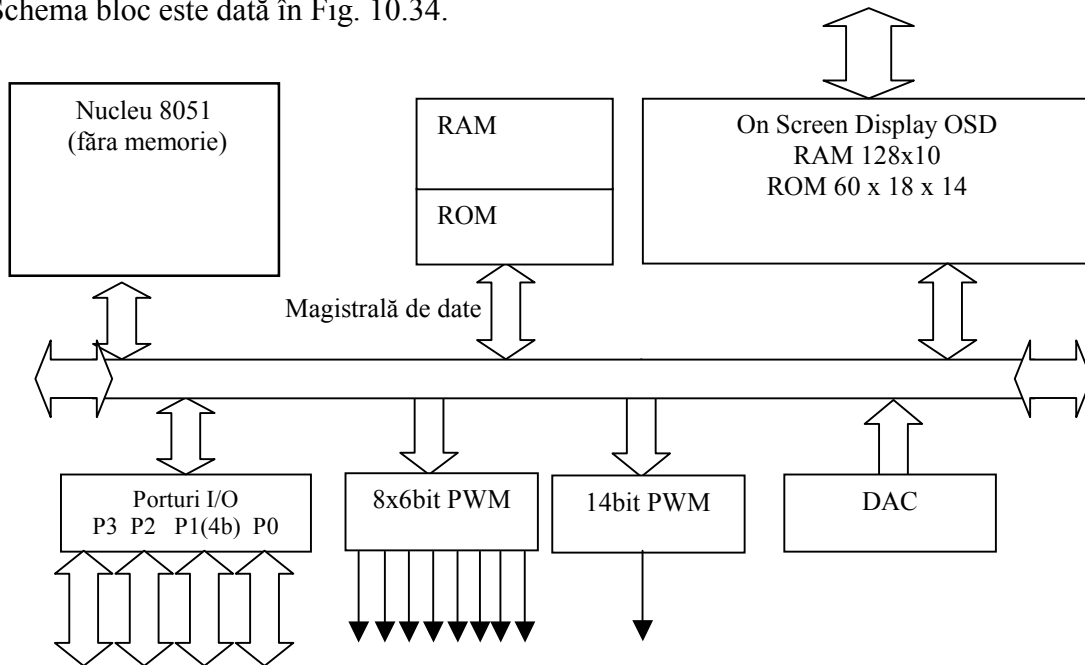 Schema bloc este dată în Fig. 10.34.
Nucleu 8051
(făra memorie)
RAM
ROM
On Screen Display OSD
RAM 128x10
ROM 60 x 18 x 14
Magistrală de date
Porturi I/O
P3 P2 P1(4b) P0
8x6bit PWM
14bit PWM
DAC